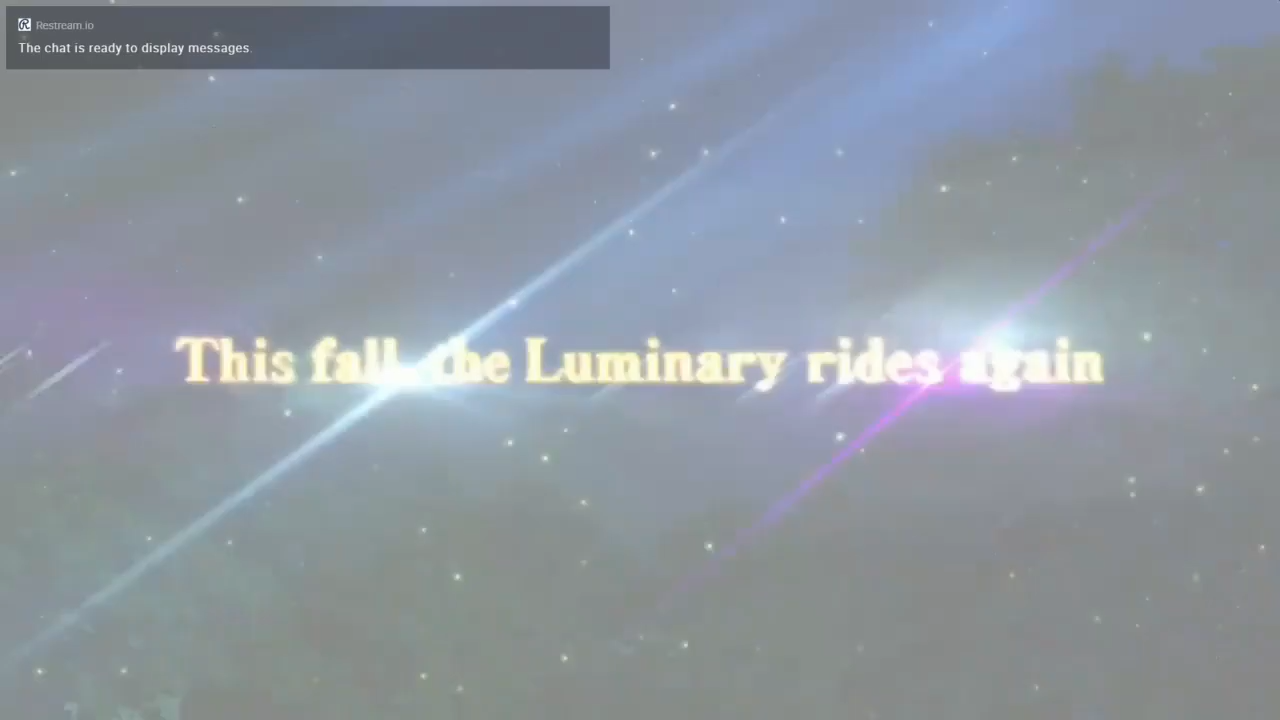 Restream.io
The chat is ready to display messages.
This fall, the Luminary rides again